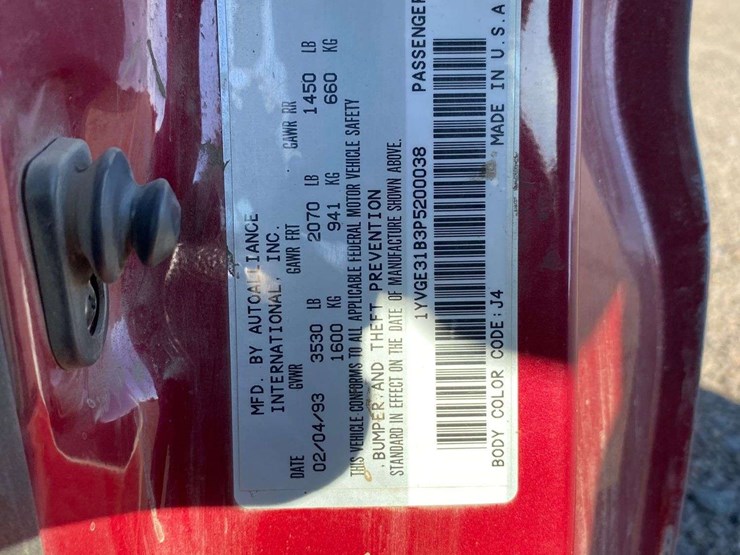 MFD. BY AUTOALLIANCE
INTERNATIONAL, INC.
DATE GVWR GAWR FRT GAWR RR
02/04/93 3530 LB 2070 LB 1450 LB
1600 KG 941 KG 660 KG
THIS VEHICLE CONFORMS TO ALL APPLICABLE FEDERAL MOTOR VEHICLE SAFETY
, BUMPER, AND THEFT PREVENTION
STANDARD IN EFFECT ON THE DATE OF MANUFACTURE SHOWN ABOVE.
1YVGE31B3P5200038 PASSENGER
BODY COLOR CODE: J4 MADE IN U.S.A